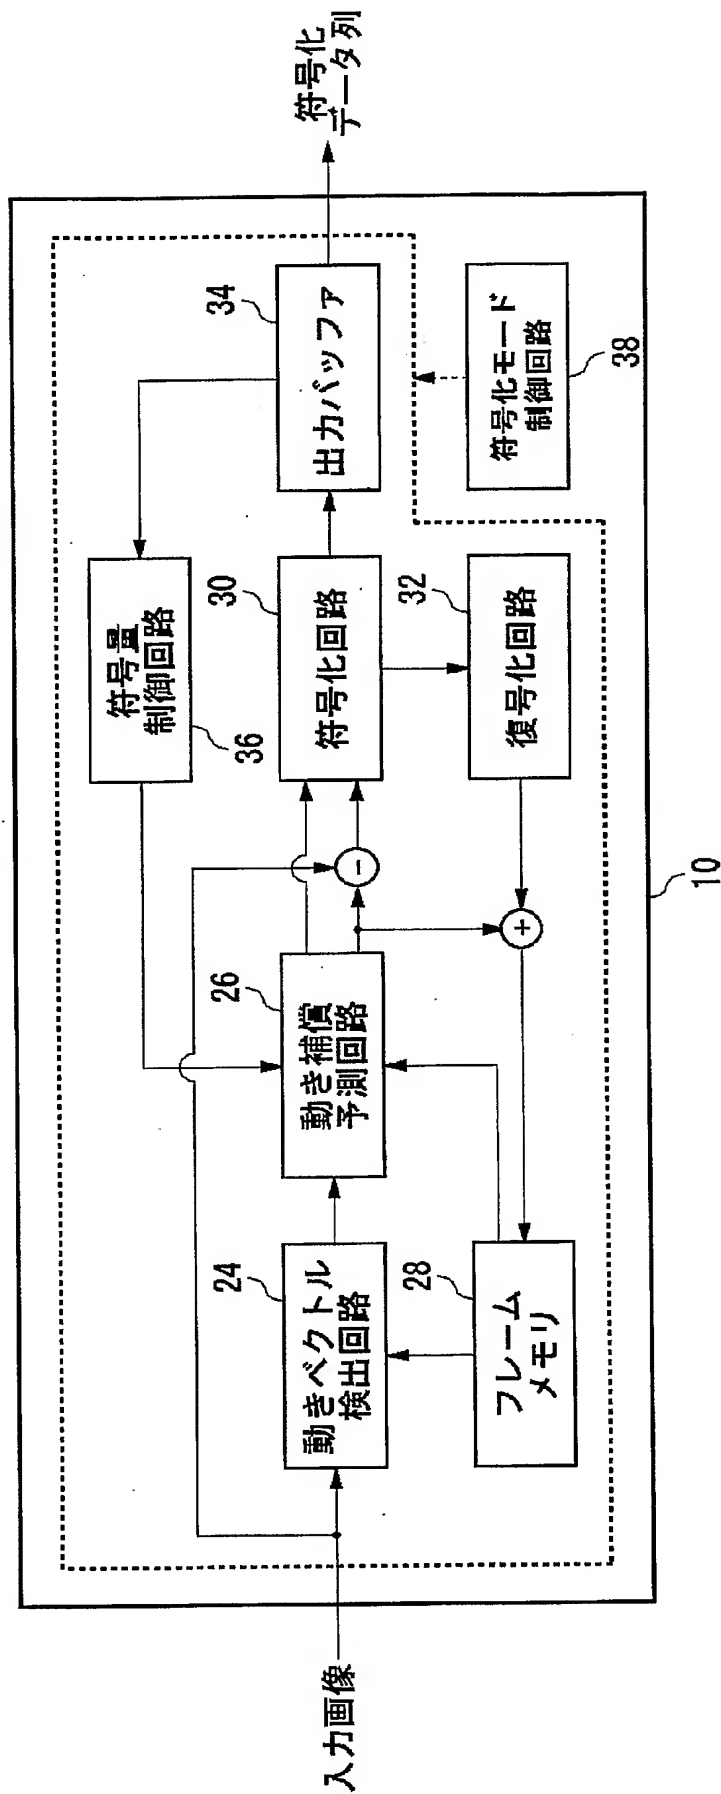 入力画像
動きベクトル
検出回路
24
フレーム
メモリ
28
動き補償
予測回路
26
符号量
制御回路
36
符号化回路
30
復号化回路
32
出力バッファ
34
符号化モード
制御回路
38
符号化
データ列
10
-
+